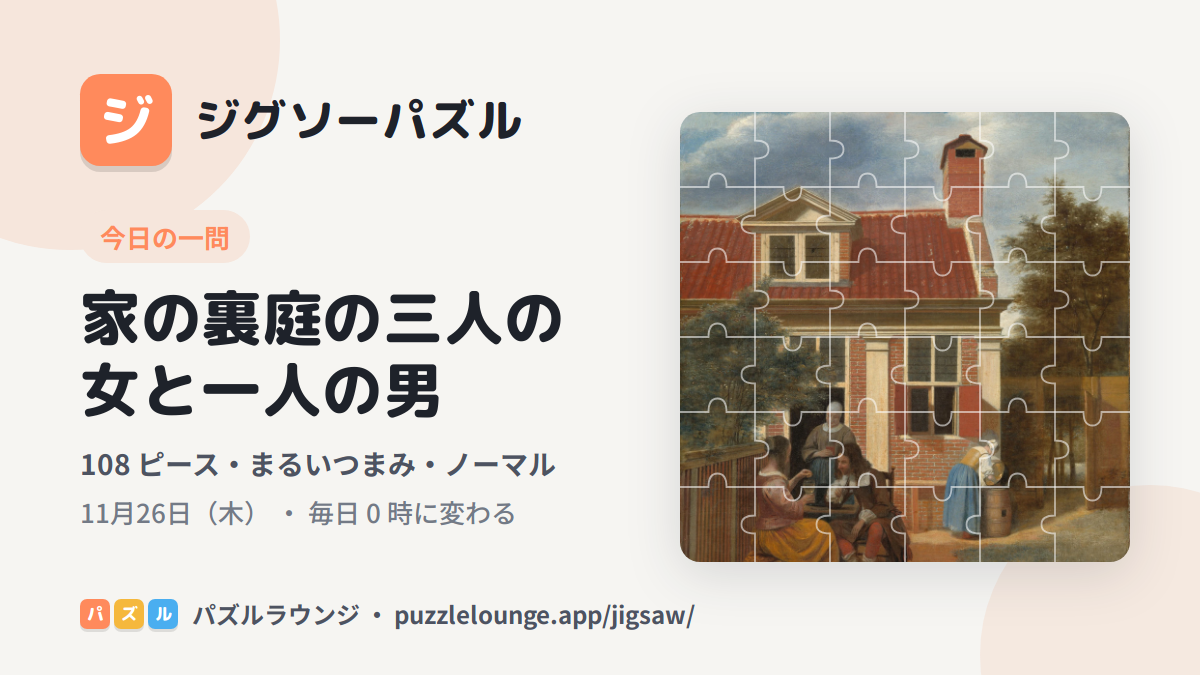 ジ
ジグソーパズル
今日の一問
家の裏庭の三人の
女と一人の男
108 ピース・まるいつまみ・ノーマル
11月26日（木） ・ 毎日 0 時に変わる
パズル パズルラウンジ ・ puzzlelounge.app/jigsaw/